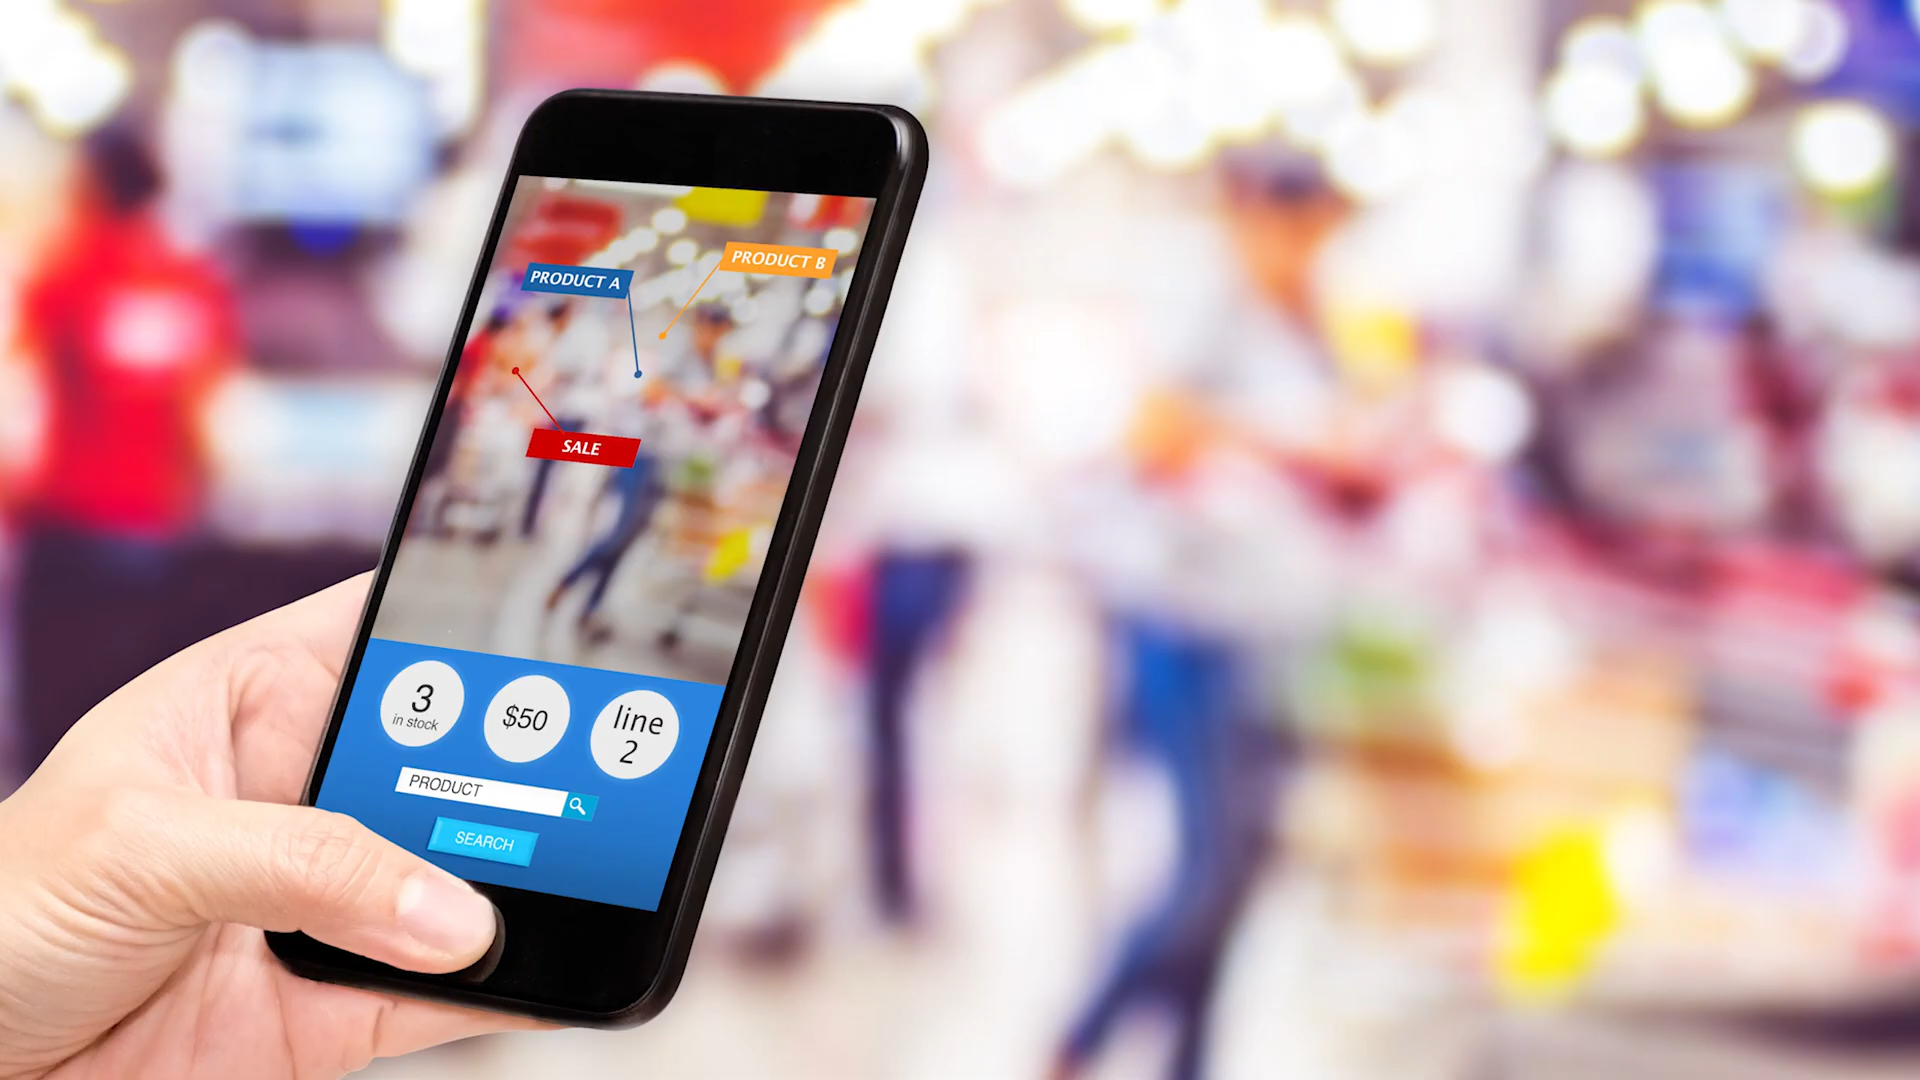 PRODUCT B
PRODUCT A
SALE
3
in stock
$50
line
2
PRODUCT
SEARCH